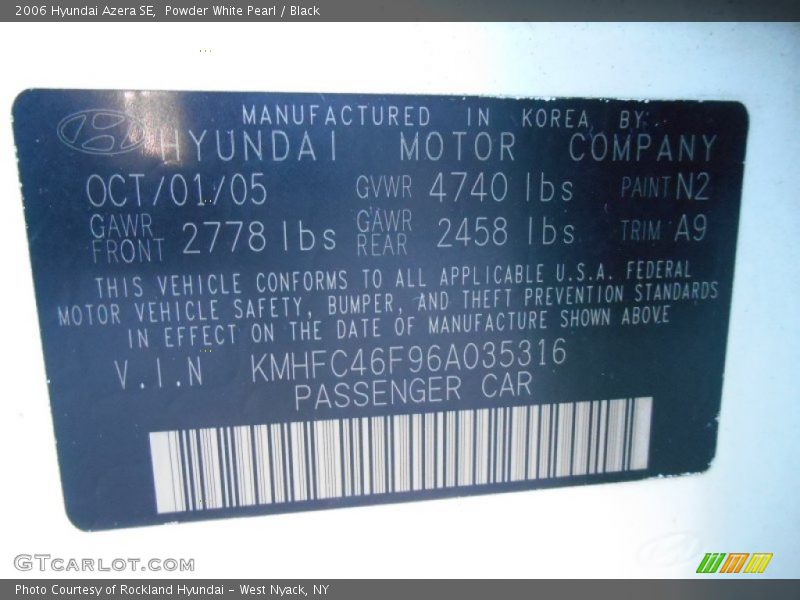 2006 Hyundai Azera SE,  Powder White Pearl / Black
MANUFACTURED IN KOREA BY:
HYUNDAI MOTOR COMPANY
OCT/01/05 GVWR 4740 lbs PAINT N2
GAWR FRONT 2778 lbs GAWR REAR 2458 lbs TRIM A9
THIS VEHICLE CONFORMS TO ALL APPLICABLE U.S.A. FEDERAL
MOTOR VEHICLE SAFETY, BUMPER, AND THEFT PREVENTION STANDARDS
IN EFFECT ON THE DATE OF MANUFACTURE SHOWN ABOVE
V.I.N KMHFC46F96A035316
PASSENGER CAR
GTCARLOT.COM
Photo Courtesy of Rockland Hyundai - West Nyack, NY